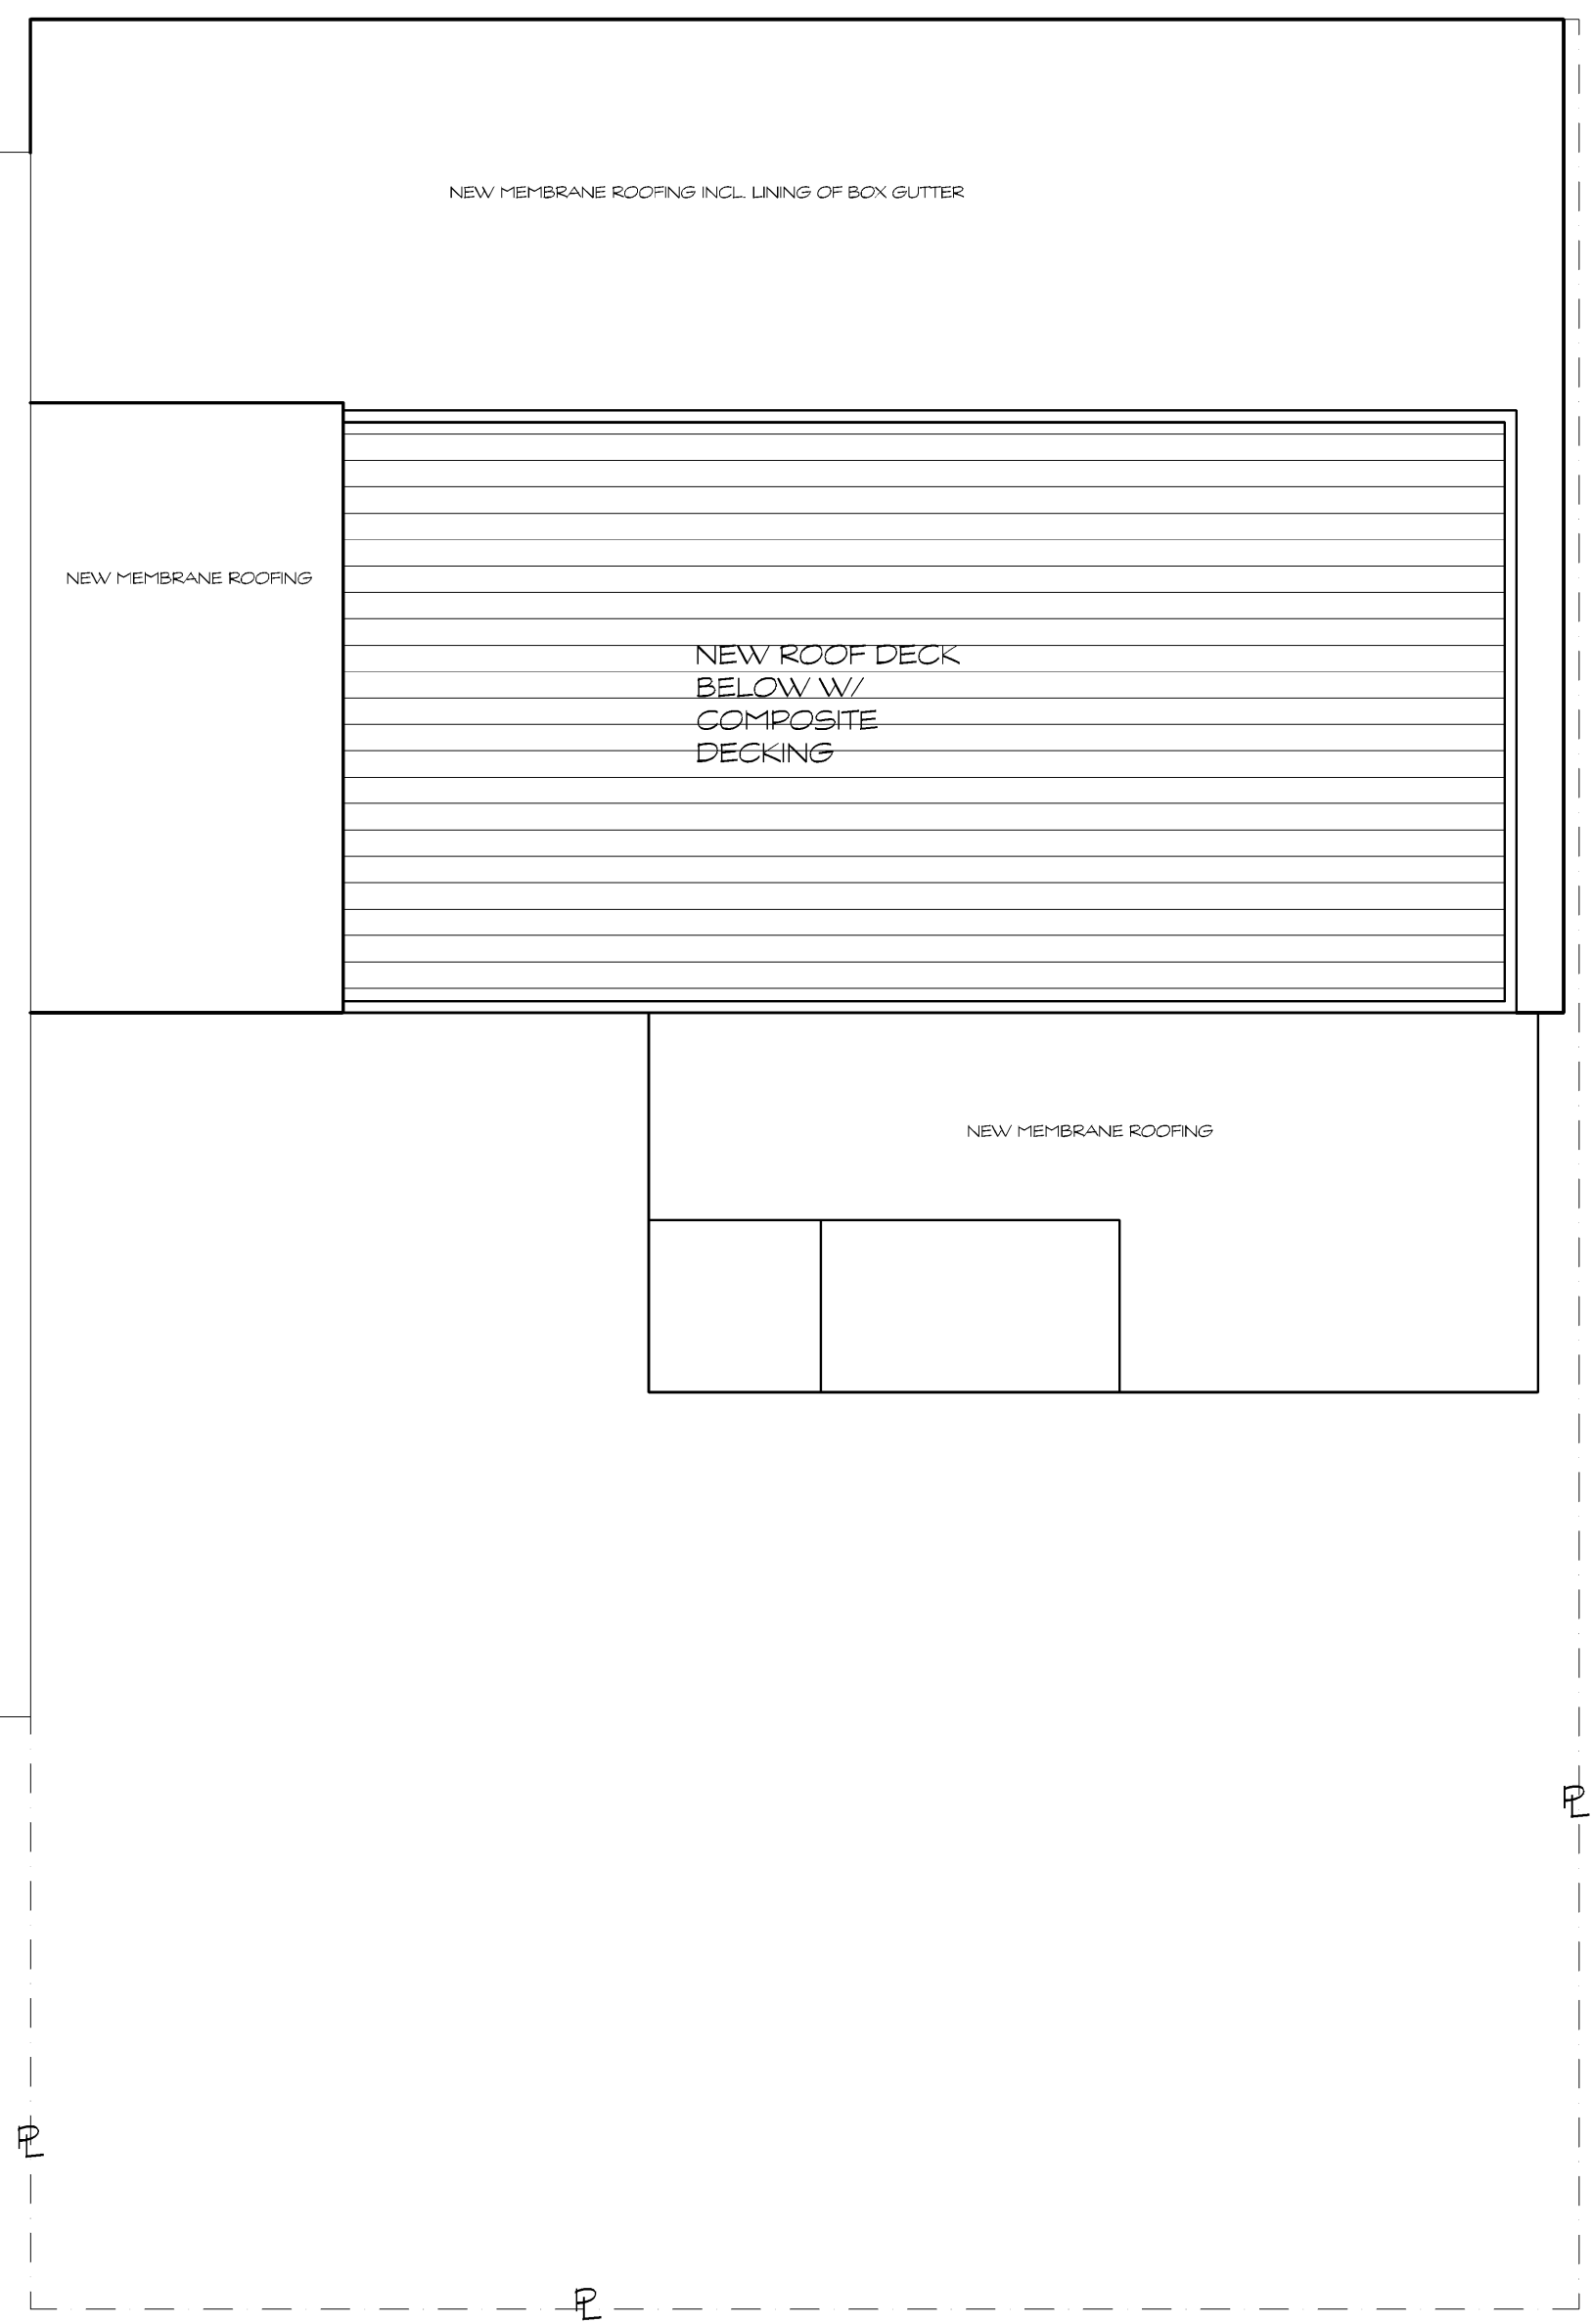 NEW MEMBRANE ROOFING INCL. LINING OF BOX GUTTER
NEW MEMBRANE ROOFING
NEW ROOF DECK
BELOW W/
COMPOSITE
DECKING
NEW MEMBRANE ROOFING
PL
PL
PL